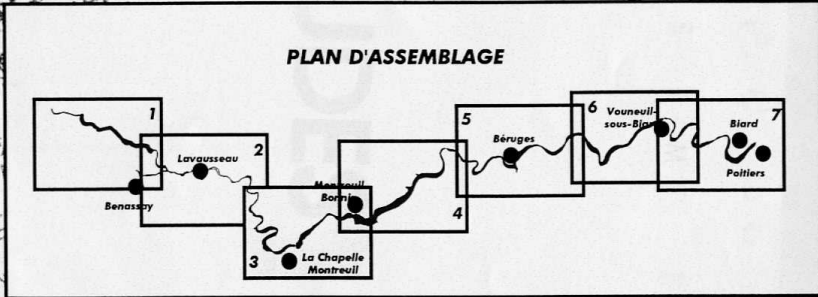 PLAN D'ASSEMBLAGE
1
Benassay
Lavausseau
2
3
La Chapelle
Montreuil
Montreuil
Bonnin
4
5
Béruges
6
Vouneuil-
sous-Biard
Biard
7
Poitiers